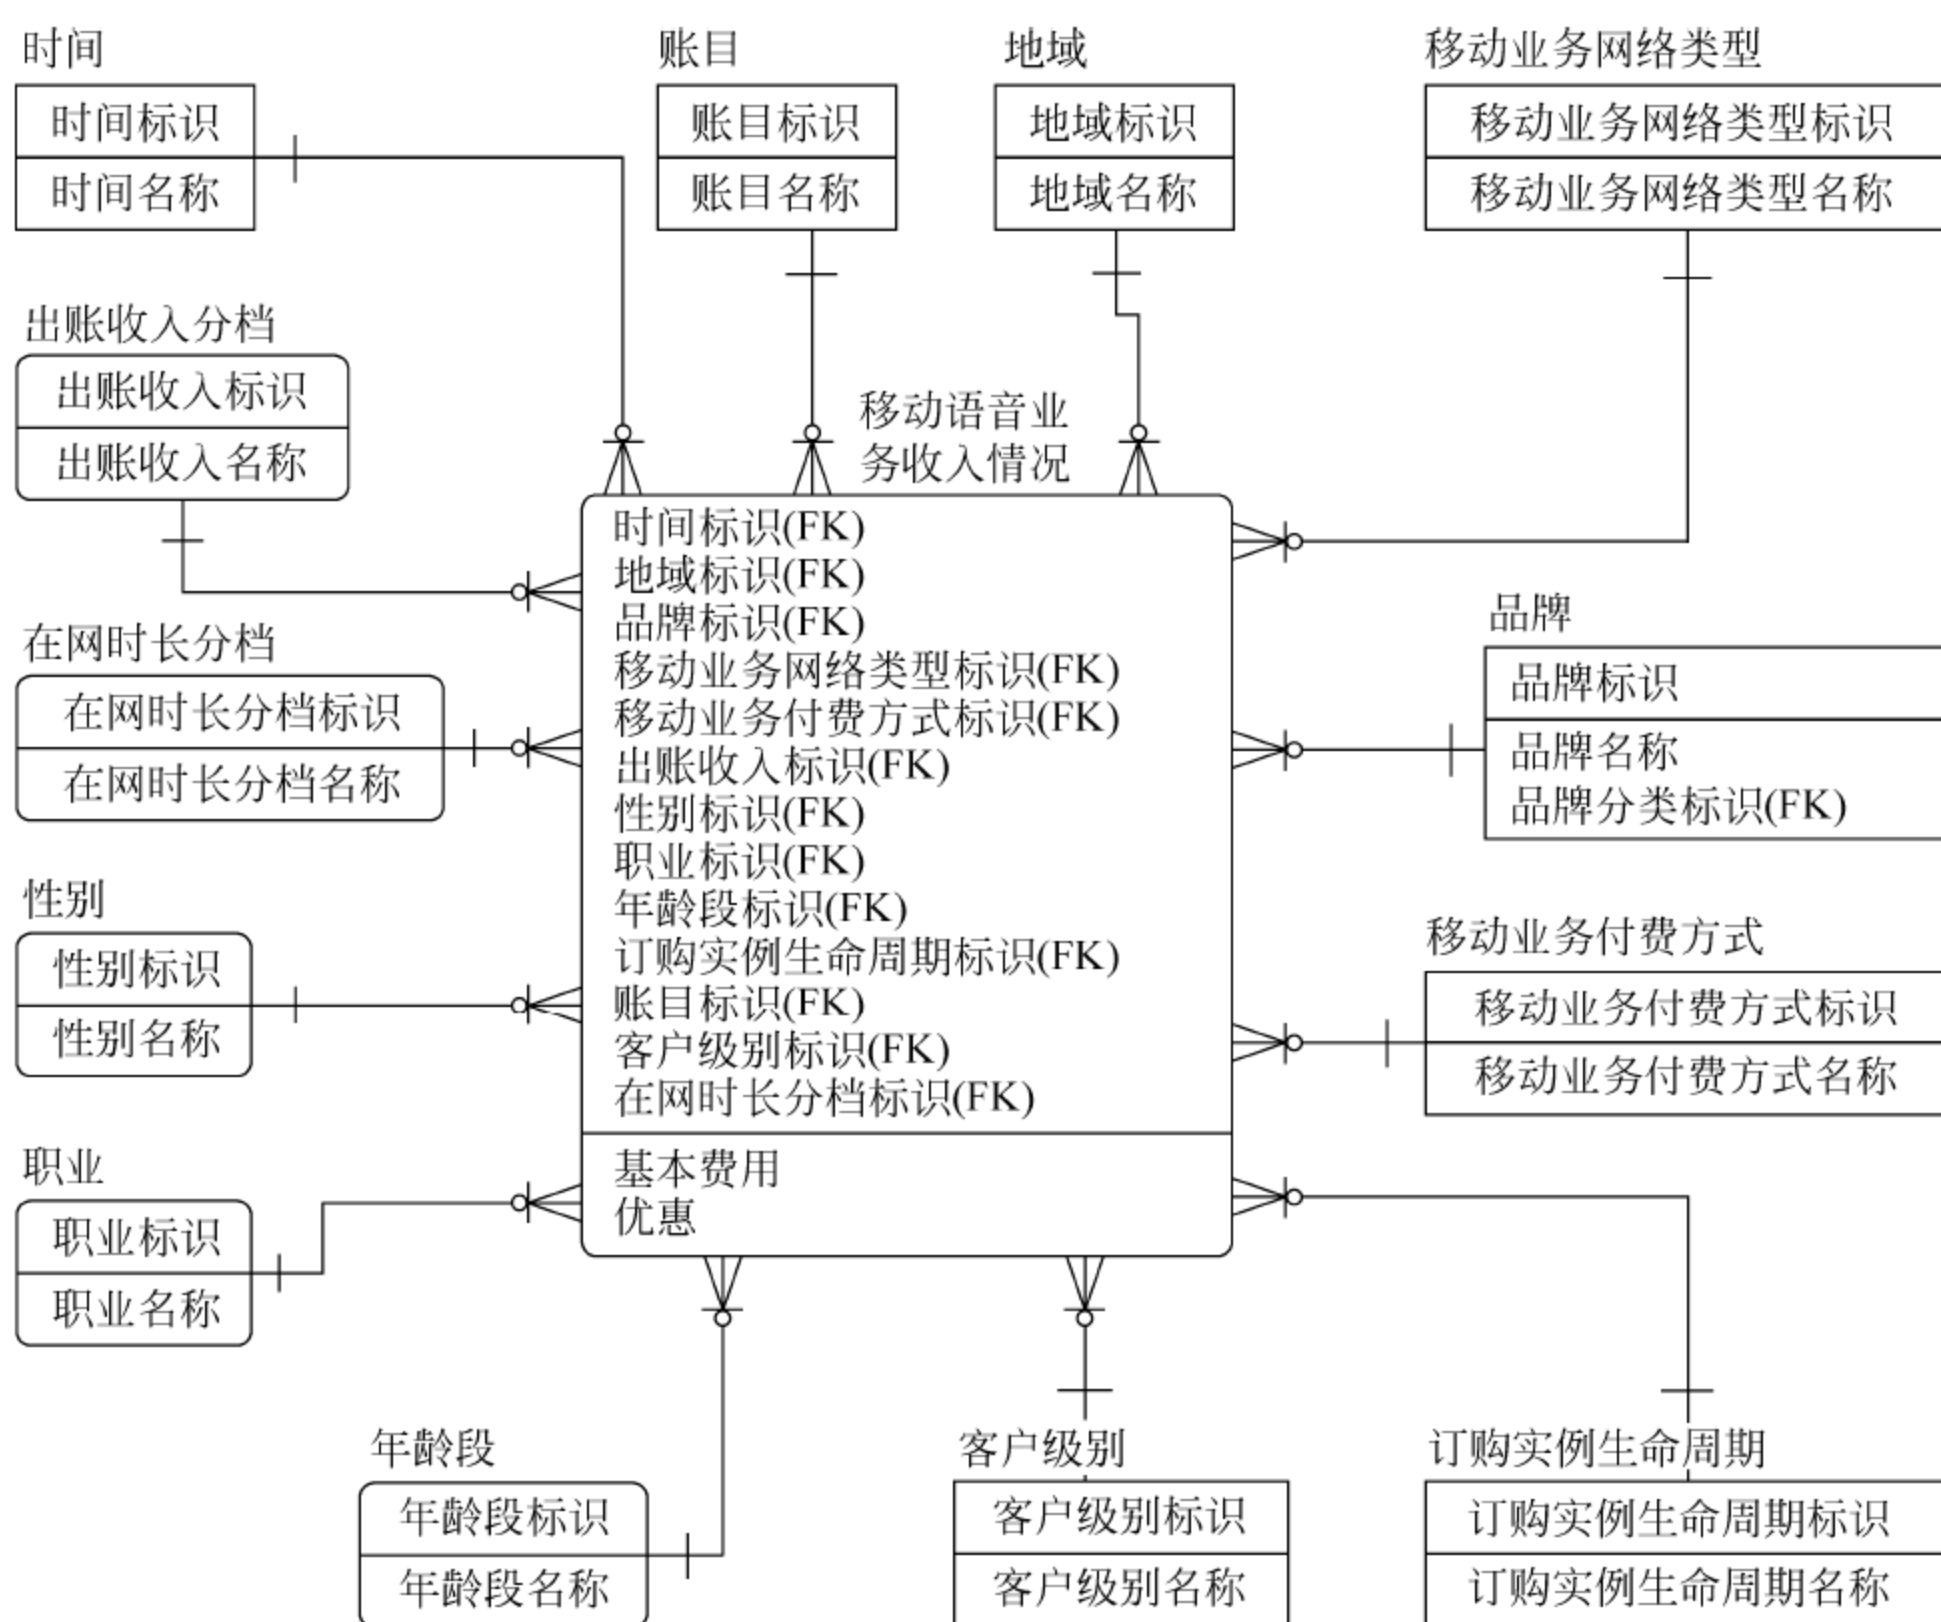 时间
时间标识
时间名称
账目
账目标识
账目名称
地域
地域标识
地域名称
移动业务网络类型
移动业务网络类型标识
移动业务网络类型名称
出账收入分档
出账收入标识
出账收入名称
在网时长分档
在网时长分档标识
在网时长分档名称
性别
性别标识
性别名称
职业
职业标识
职业名称
移动语音业
务收入情况
时间标识(FK)
地域标识(FK)
品牌标识(FK)
移动业务网络类型标识(FK)
移动业务付费方式标识(FK)
出账收入标识(FK)
性别标识(FK)
职业标识(FK)
年龄段标识(FK)
订购实例生命周期标识(FK)
账目标识(FK)
客户级别标识(FK)
在网时长分档标识(FK)
基本费用
优惠
品牌
品牌标识
品牌名称
品牌分类标识(FK)
移动业务付费方式
移动业务付费方式标识
移动业务付费方式名称
年龄段
年龄段标识
年龄段名称
客户级别
客户级别标识
客户级别名称
订购实例生命周期
订购实例生命周期标识
订购实例生命周期名称